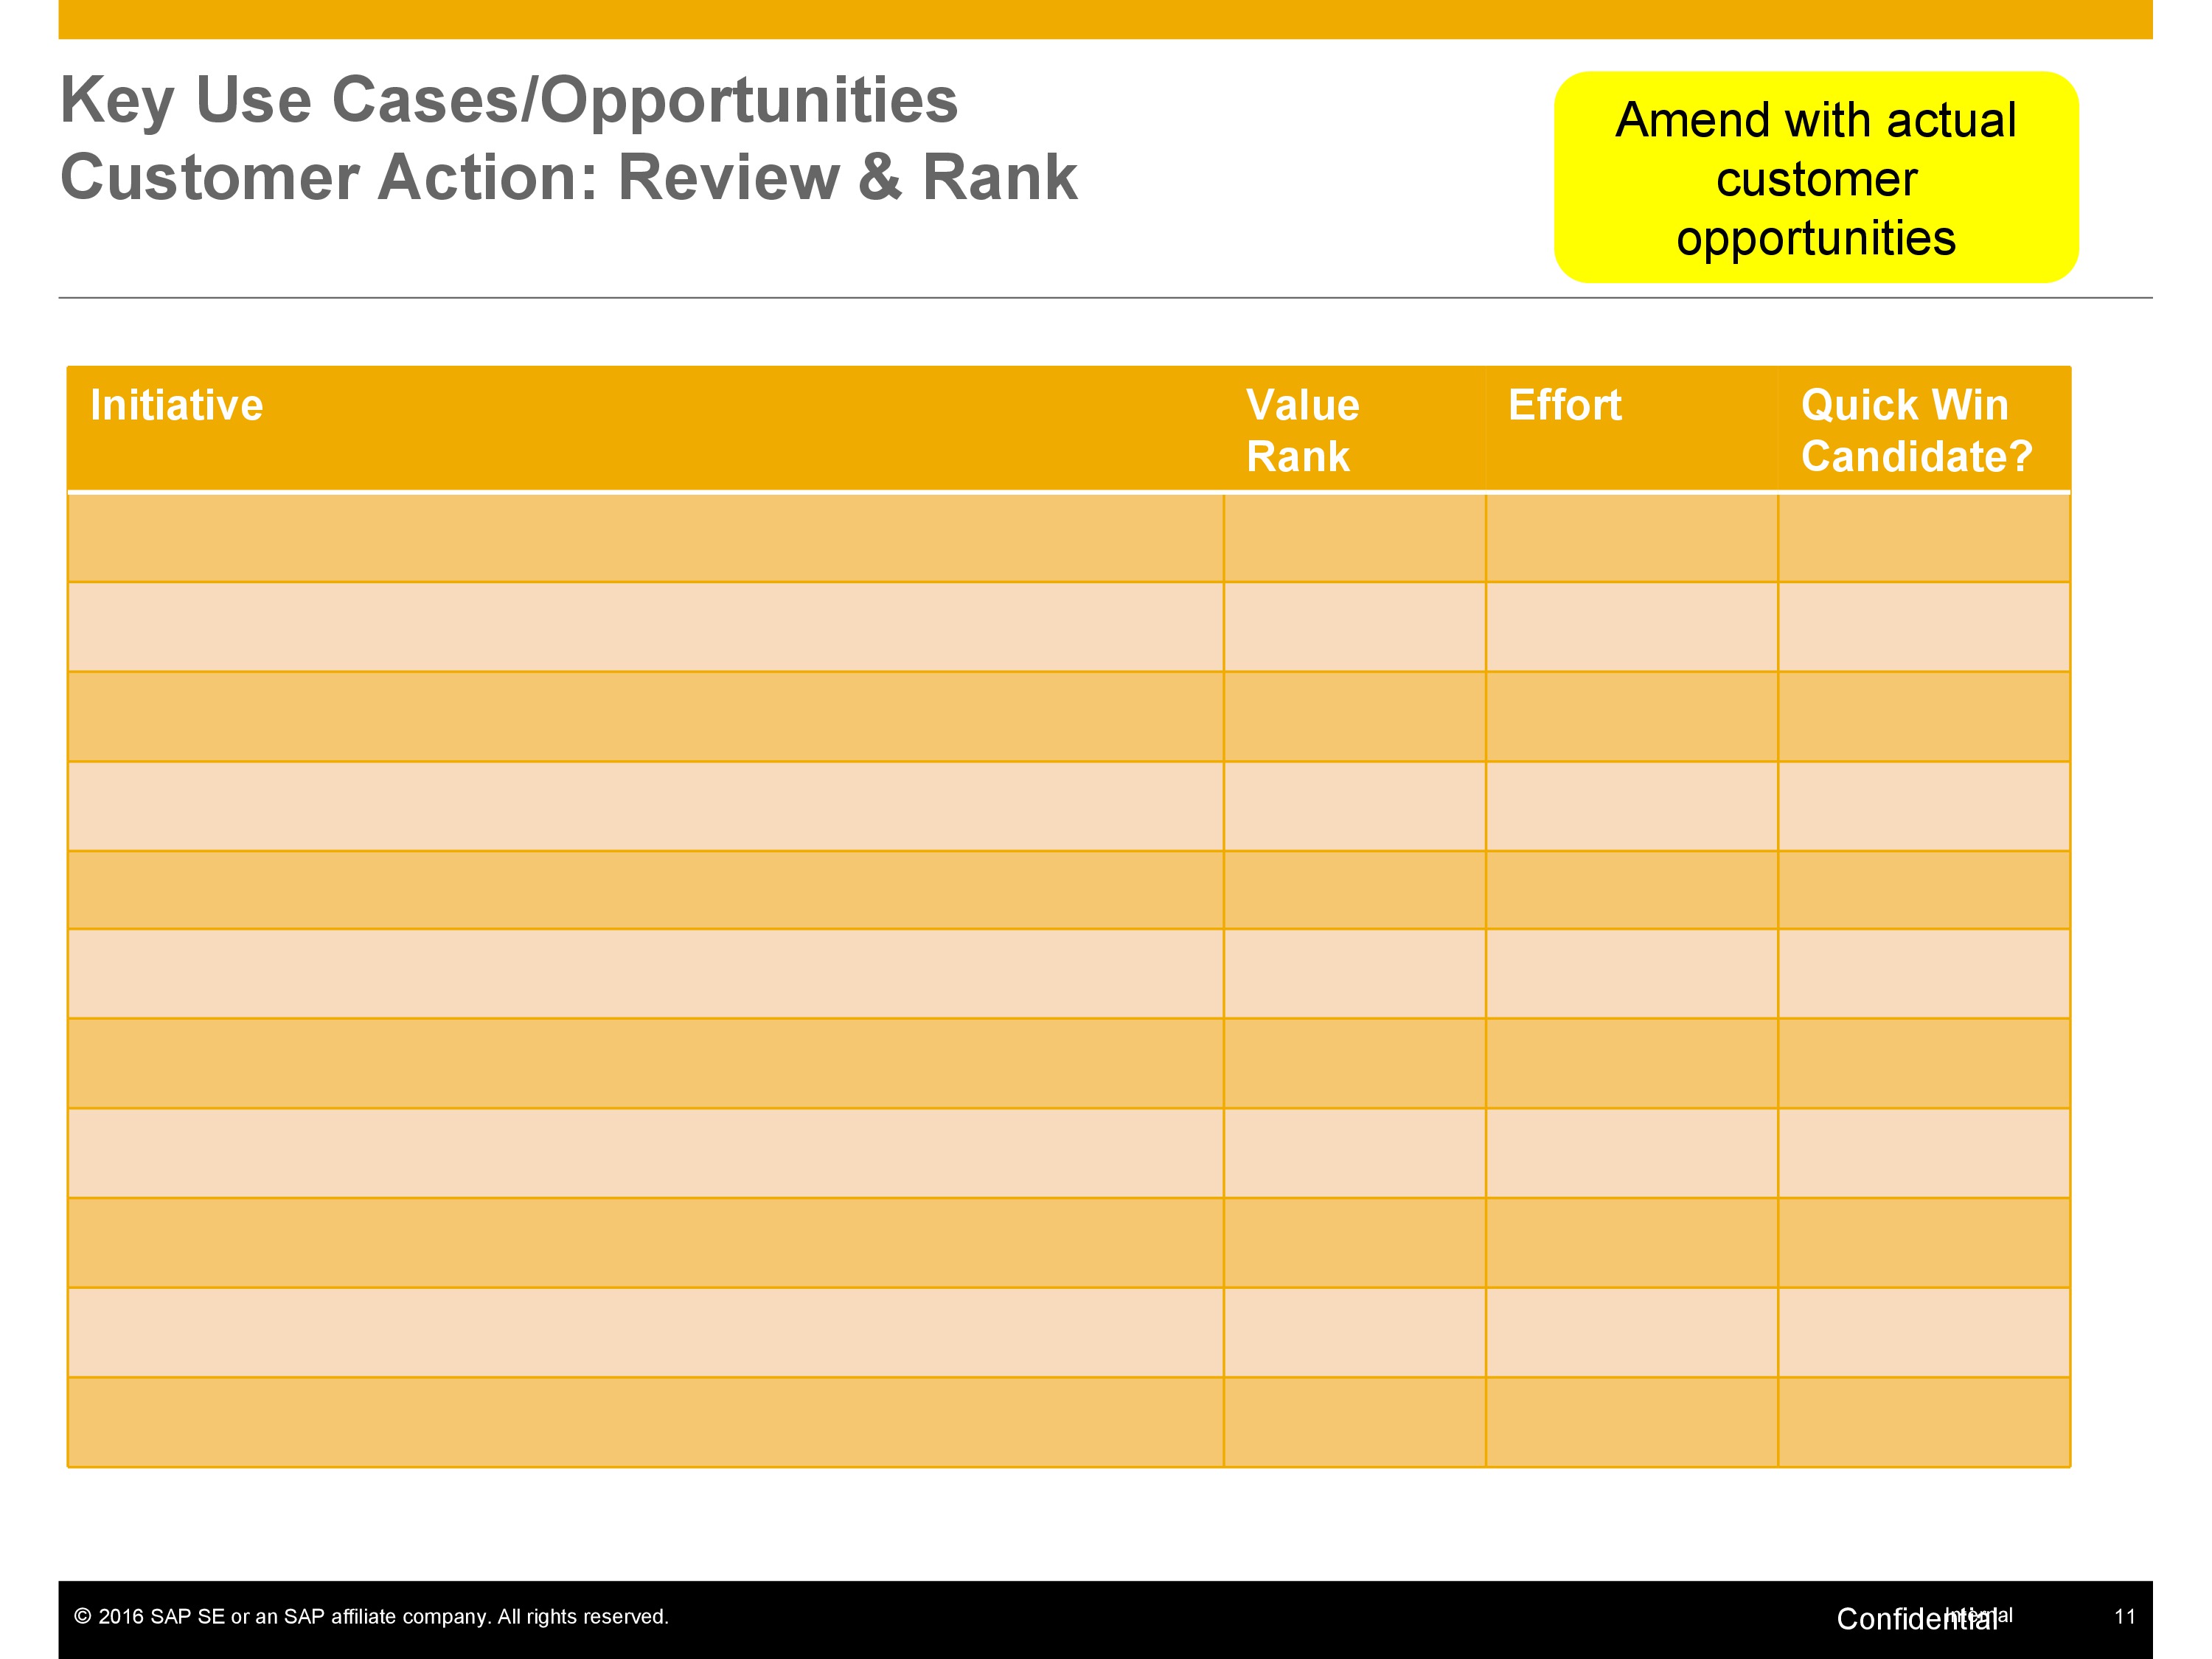 Key Use Cases/Opportunities
Customer Action: Review & Rank
Amend with actual
customer
opportunities
Initiative
Value
Rank
Effort
Quick Win
Candidate?
© 2016 SAP SE or an SAP affiliate company. All rights reserved.
Confidential
Internal
11